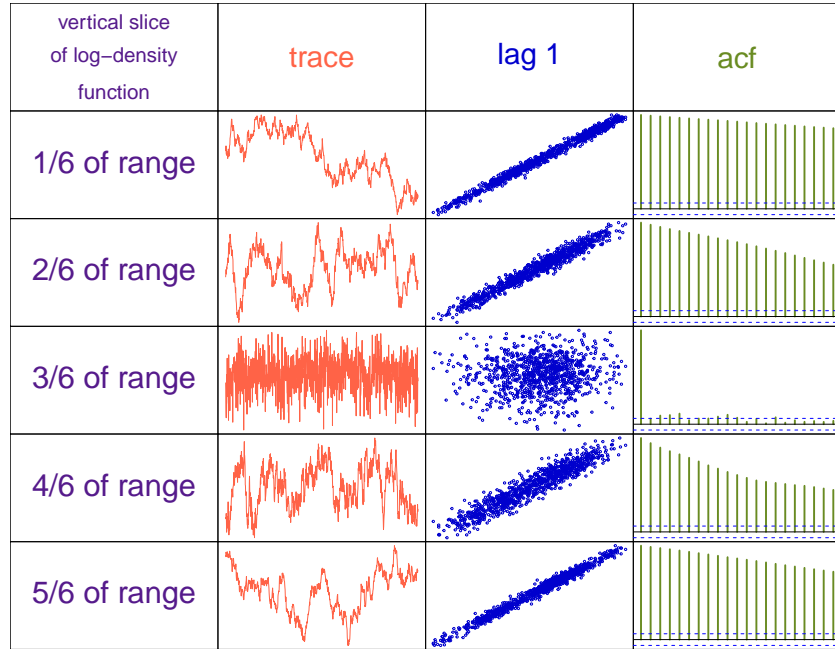 vertical slice
of log−density
function
trace
lag 1
acf
1/6 of range
2/6 of range
3/6 of range
4/6 of range
5/6 of range